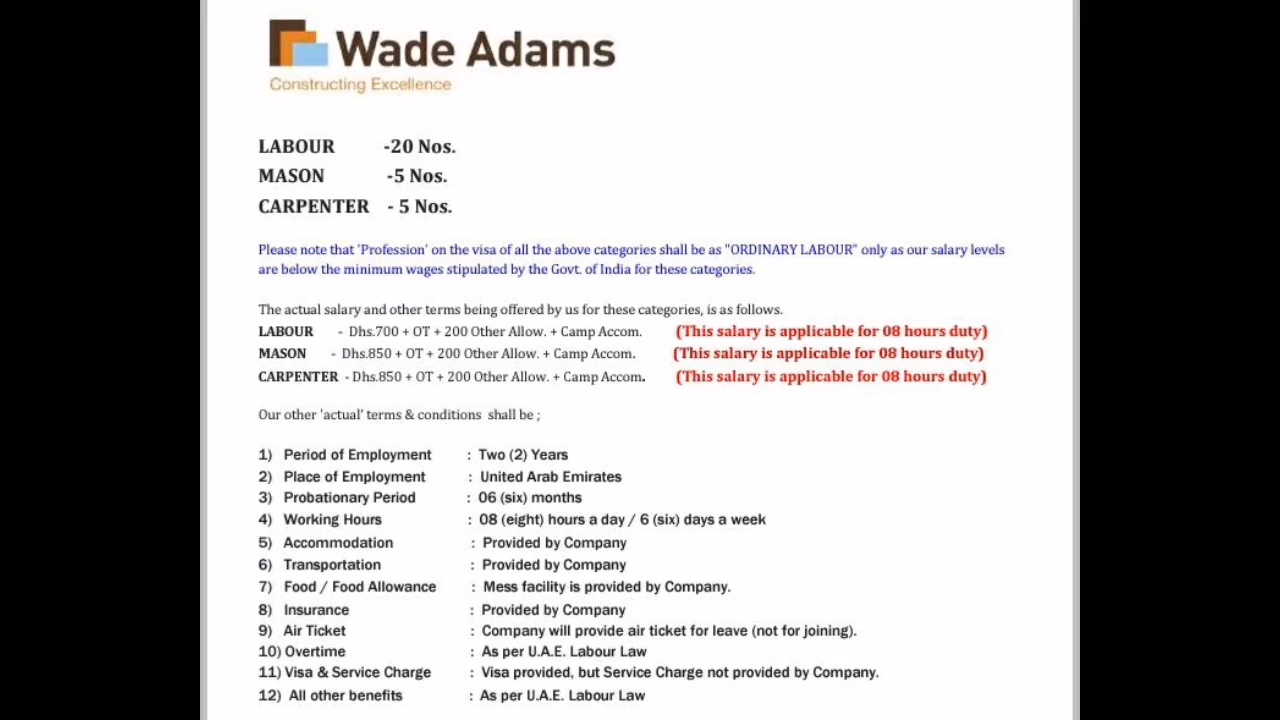 Wade Adams
Constructing Excellence
LABOUR -20 Nos.
MASON -5 Nos.
CARPENTER - 5 Nos.
Please note that 'Profession' on the visa of all the above categories shall be as "ORDINARY LABOUR" only as our salary levels
are below the minimum wages stipulated by the Govt. of India for these categories.
The actual salary and other terms being offered by us for these categories, is as follows.
LABOUR - Dhs.700 + OT + 200 Other Allow. + Camp Accom. (This salary is applicable for 08 hours duty)
MASON - Dhs.850 + OT + 200 Other Allow. + Camp Accom. (This salary is applicable for 08 hours duty)
CARPENTER - Dhs.850 + OT + 200 Other Allow. + Camp Accom. (This salary is applicable for 08 hours duty)
Our other 'actual' terms & conditions shall be ;
1) Period of Employment : Two (2) Years
2) Place of Employment : United Arab Emirates
3) Probationary Period : 06 (six) months
4) Working Hours : 08 (eight) hours a day / 6 (six) days a week
5) Accommodation : Provided by Company
6) Transportation : Provided by Company
7) Food / Food Allowance : Mess facility is provided by Company.
8) Insurance : Provided by Company
9) Air Ticket : Company will provide air ticket for leave (not for joining).
10) Overtime : As per U.A.E. Labour Law
11) Visa & Service Charge : Visa provided, but Service Charge not provided by Company.
12) All other benefits : As per U.A.E. Labour Law